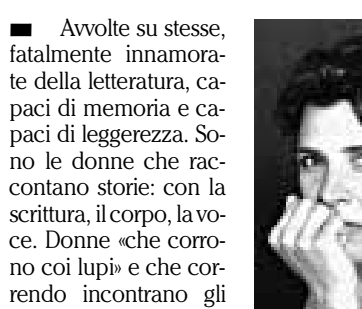 Avvolte su stesse,
fatalmente innamora-
te della letteratura, ca-
paci di memoria e ca-
paci di leggerezza. So-
no le donne che rac-
contano storie: con la
scrittura, il corpo, la vo-
ce. Donne «che corro-
no coi lupi» e che cor-
rendo incontrano gli